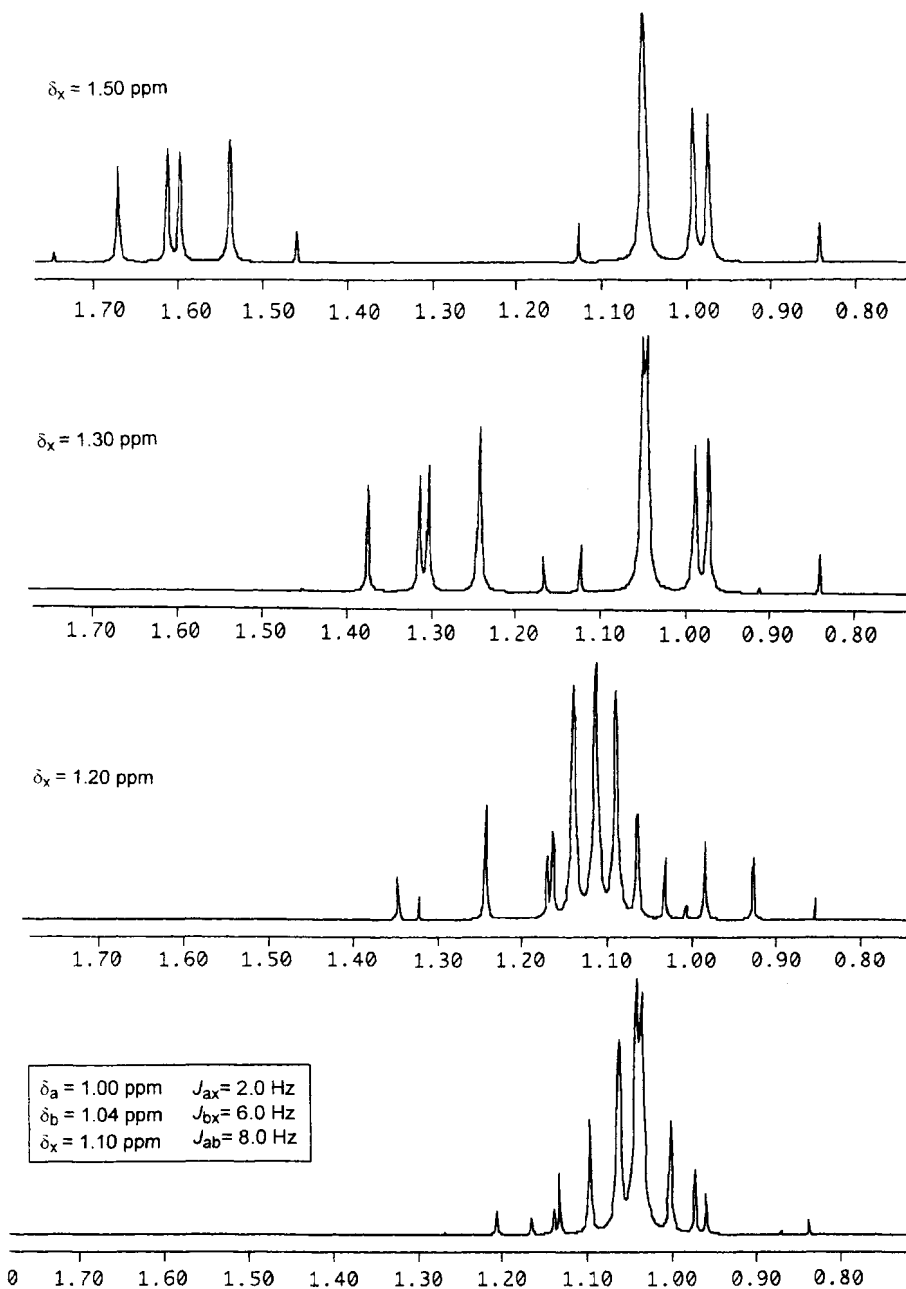 δx = 1.50 ppm
1.70 1.60 1.50 1.40 1.30 1.20 1.10 1.00 0.90 0.80
δx = 1.30 ppm
1.70 1.60 1.50 1.40 1.30 1.20 1.10 1.00 0.90 0.80
δx = 1.20 ppm
1.70 1.60 1.50 1.40 1.30 1.20 1.10 1.00 0.90 0.80
δa = 1.00 ppm Jax= 2.0 Hz
δb = 1.04 ppm Jbx= 6.0 Hz
δx = 1.10 ppm Jab= 8.0 Hz
0 1.70 1.60 1.50 1.40 1.30 1.20 1.10 1.00 0.90 0.80